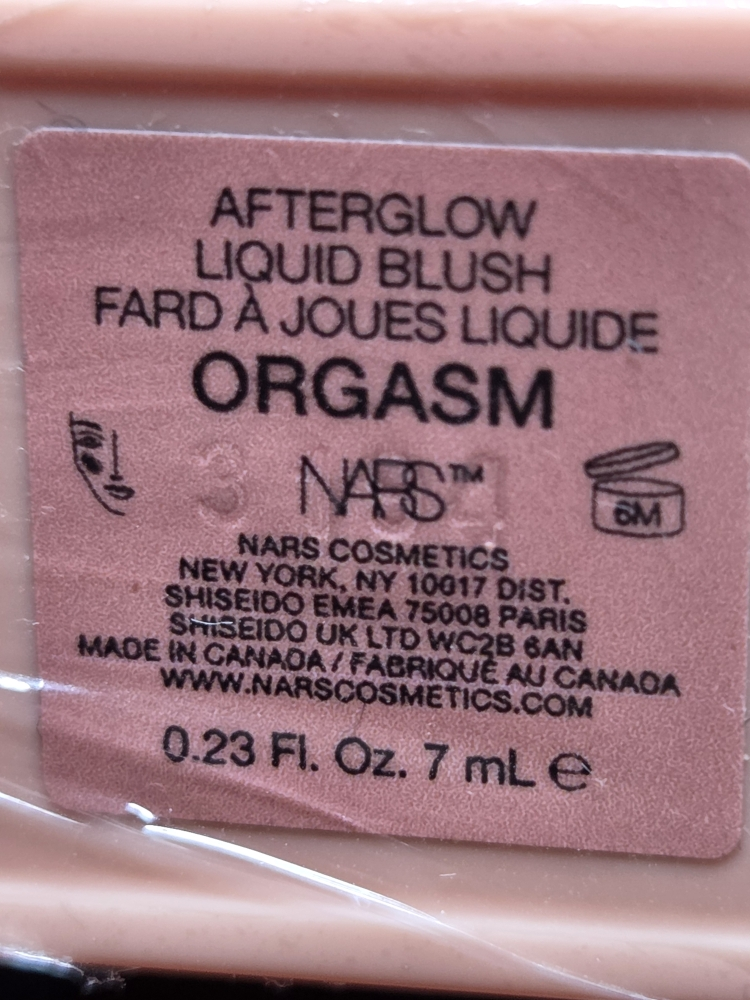 AFTERGLOW
LIQUID BLUSH
FARD À JOUES LIQUIDE
ORGASM
NARS™
6M
NARS COSMETICS
NEW YORK, NY 10017 DIST.
SHISEIDO EMEA 75008 PARIS
SHISEIDO UK LTD WC2B 6AN
MADE IN CANADA / FABRIQUÉ AU CANADA
WWW.NARSCOSMETICS.COM
0.23 Fl. Oz. 7 mL ℮